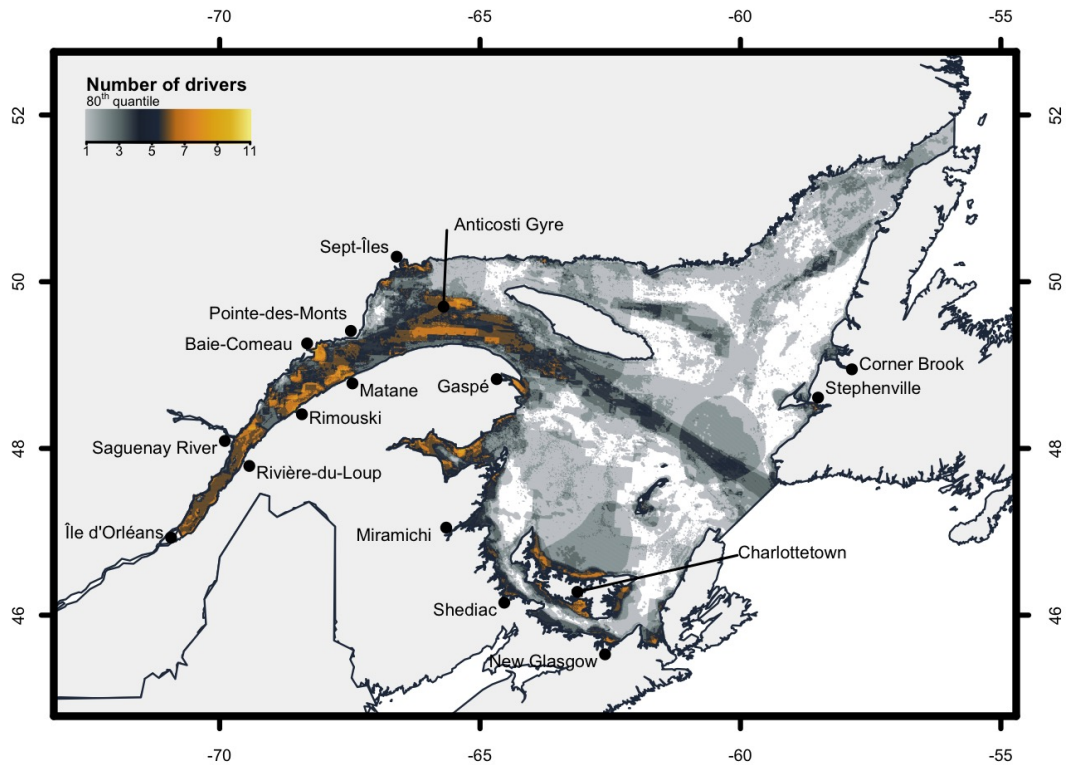 -70 -65 -60 -55
Number of drivers
80th quantile
1 3 5 7 9 11
52 52
Anticosti Gyre
Sept-Îles
50 50
Pointe-des-Monts
Baie-Comeau
Corner Brook
Matane
Gaspé
Stephenville
Rimouski
Saguenay River
48 48
Rivière-du-Loup
Île d'Orléans
Miramichi
Charlottetown
Shediac
46 46
New Glasgow
-70 -65 -60 -55